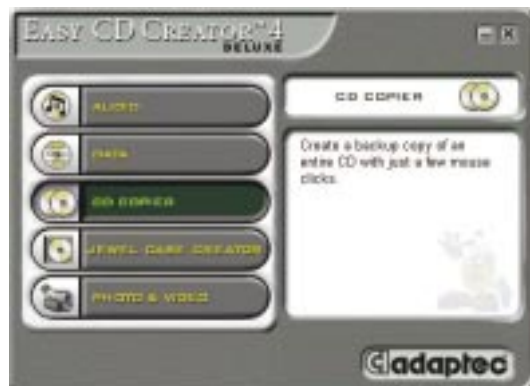 EASY CD CREATOR™ 4
DELUXE
AUDIO
DATA
CD COPIER
JEWEL CASE CREATOR
PHOTO & VIDEO
CD COPIER
Create a backup copy of an
entire CD with just a few mouse
clicks.
adaptec